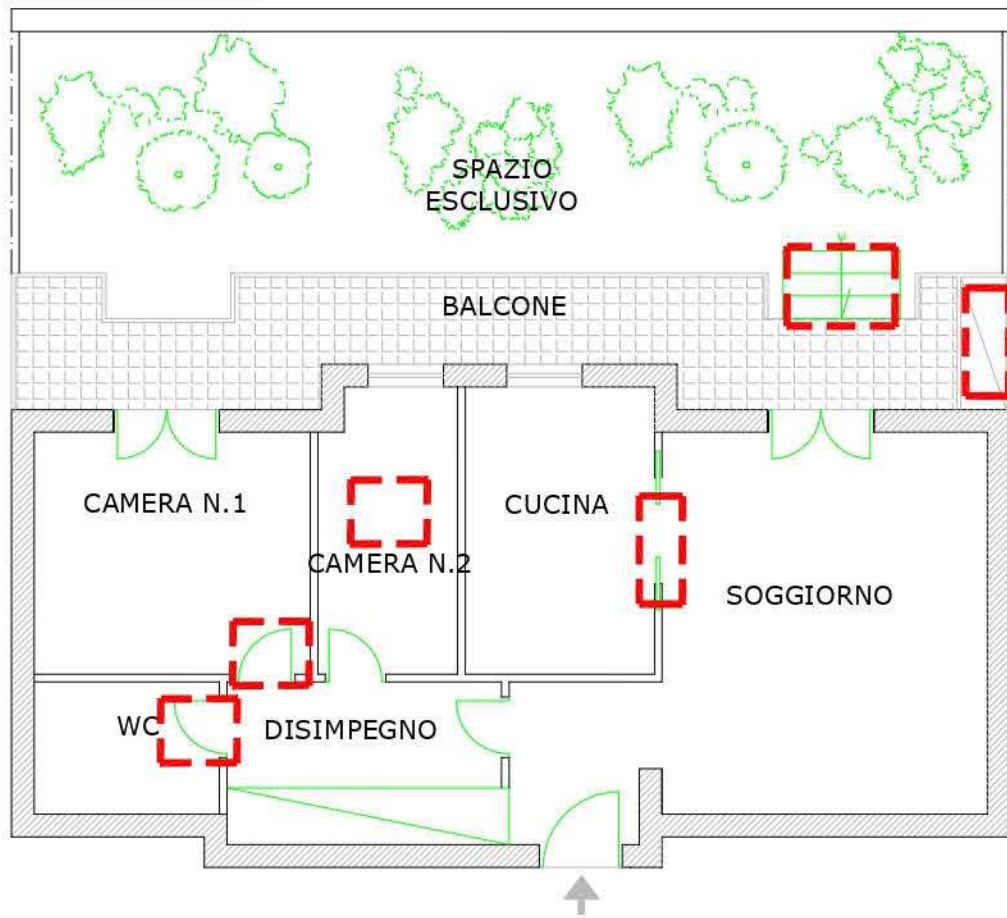 SPAZIO
ESCLUSIVO
BALCONE
CAMERA N.1
CUCINA
CAMERA N.2
SOGGIORNO
WC
DISIMPEGNO